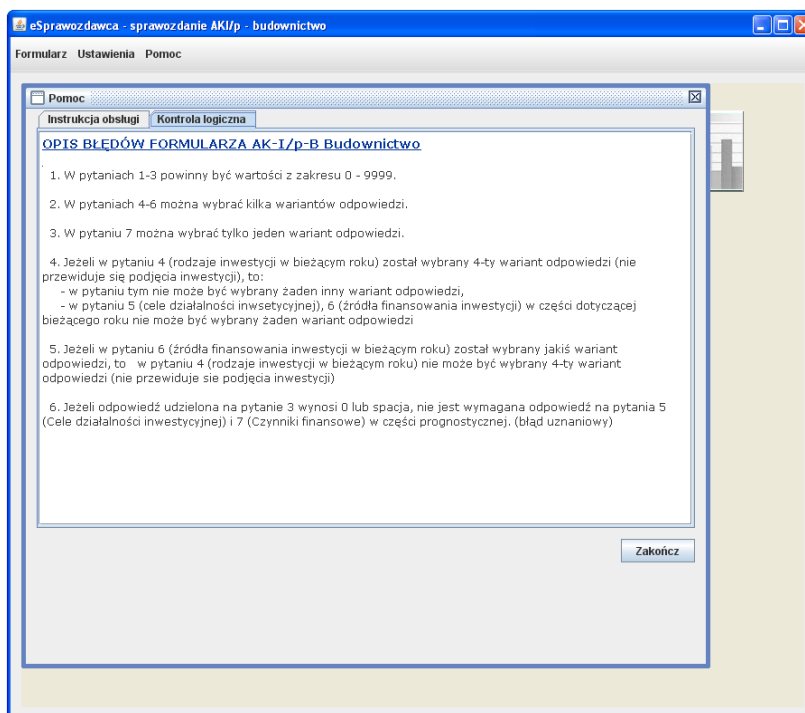 eSprawozdawca - sprawozdanie AKI/p - budownictwo
Formularz Ustawienia Pomoc
Pomoc
Instrukcja obsługi Kontrola logiczna
OPIS BŁĘDÓW FORMULARZA AK-I/p-B Budownictwo
1. W pytaniach 1-3 powinny być wartości z zakresu 0 - 9999.
2. W pytaniach 4-6 można wybrać kilka wariantów odpowiedzi.
3. W pytaniu 7 można wybrać tylko jeden wariant odpowiedzi.
4. Jeżeli w pytaniu 4 (rodzaje inwestycji w bieżącym roku) został wybrany 4-ty wariant odpowiedzi (nie
przewiduje się podjęcia inwestycji), to:
- w pytaniu tym nie może być wybrany żaden inny wariant odpowiedzi,
- w pytaniu 5 (cele działalności inwsetycyjnej), 6 (źródła finansowania inwestycji) w części dotyczącej
bieżącego roku nie może być wybrany żaden wariant odpowiedzi
5. Jeżeli w pytaniu 6 (źródła finansowania inwestycji w bieżącym roku) został wybrany jakiś wariant
odpowiedzi, to w pytaniu 4 (rodzaje inwestycji w bieżącym roku) nie może być wybrany 4-ty wariant
odpowiedzi (nie przewiduje sie podjęcia inwestycji)
6. Jeżeli odpowiedź udzielona na pytanie 3 wynosi 0 lub spacja, nie jest wymagana odpowiedź na pytania 5
(Cele działalności inwestycyjnej) i 7 (Czynniki finansowe) w części prognostycznej. (błąd uznaniowy)
Zakończ